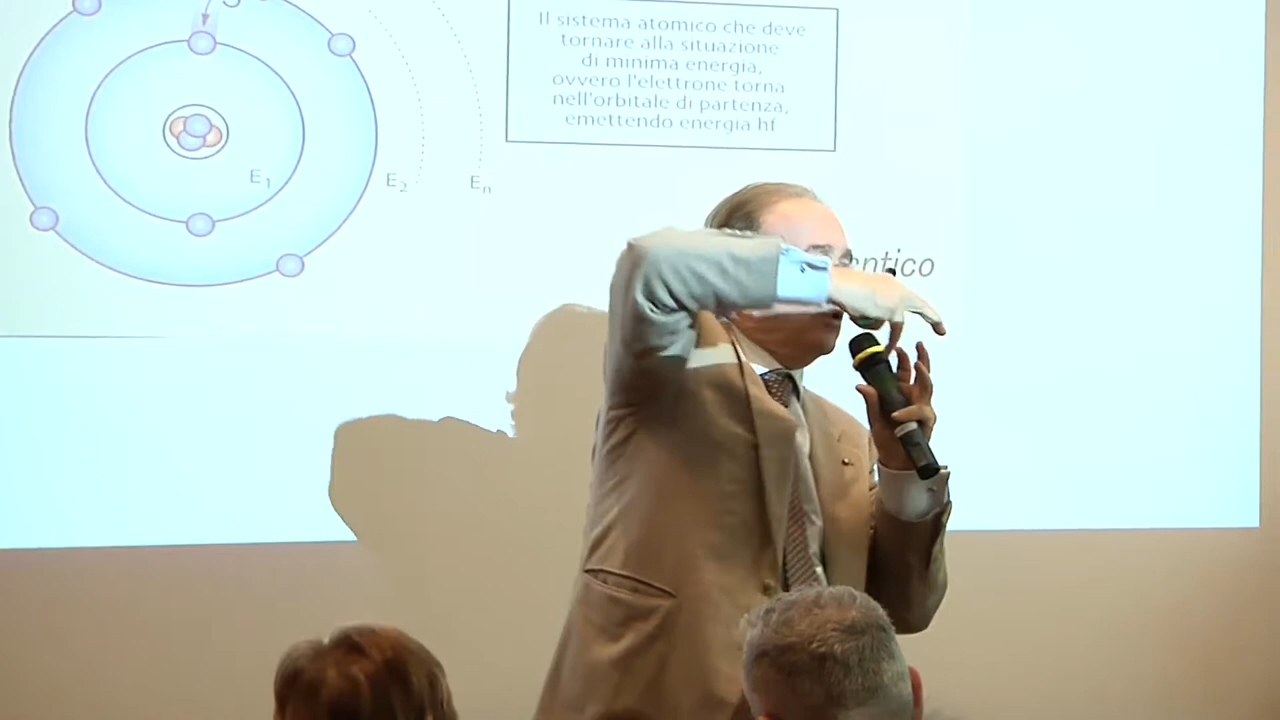 Il sistema atomico che deve
tornare alla situazione
di minima energia,
ovvero l'elettrone torna
nell'orbitale di partenza,
emettendo energia hf
E1
E2
En